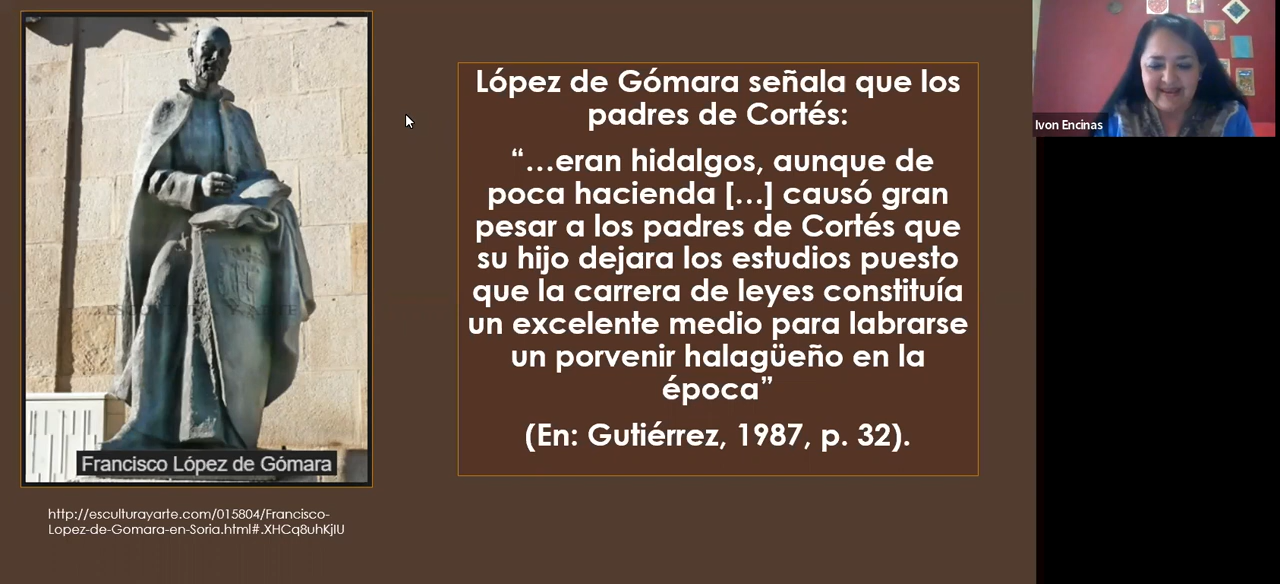 López de Gómara señala que los
padres de Cortés:
“…eran hidalgos, aunque de
poca hacienda […] causó gran
pesar a los padres de Cortés que
su hijo dejara los estudios puesto
que la carrera de leyes constituía
un excelente medio para labrarse
un porvenir halagüeño en la
época”
(En: Gutiérrez, 1987, p. 32).
Francisco López de Gómara
http://esculturayarte.com/015804/Francisco-
Lopez-de-Gomara-en-Soria.html#.XHCq8uhKjIU
Ivon Encinas